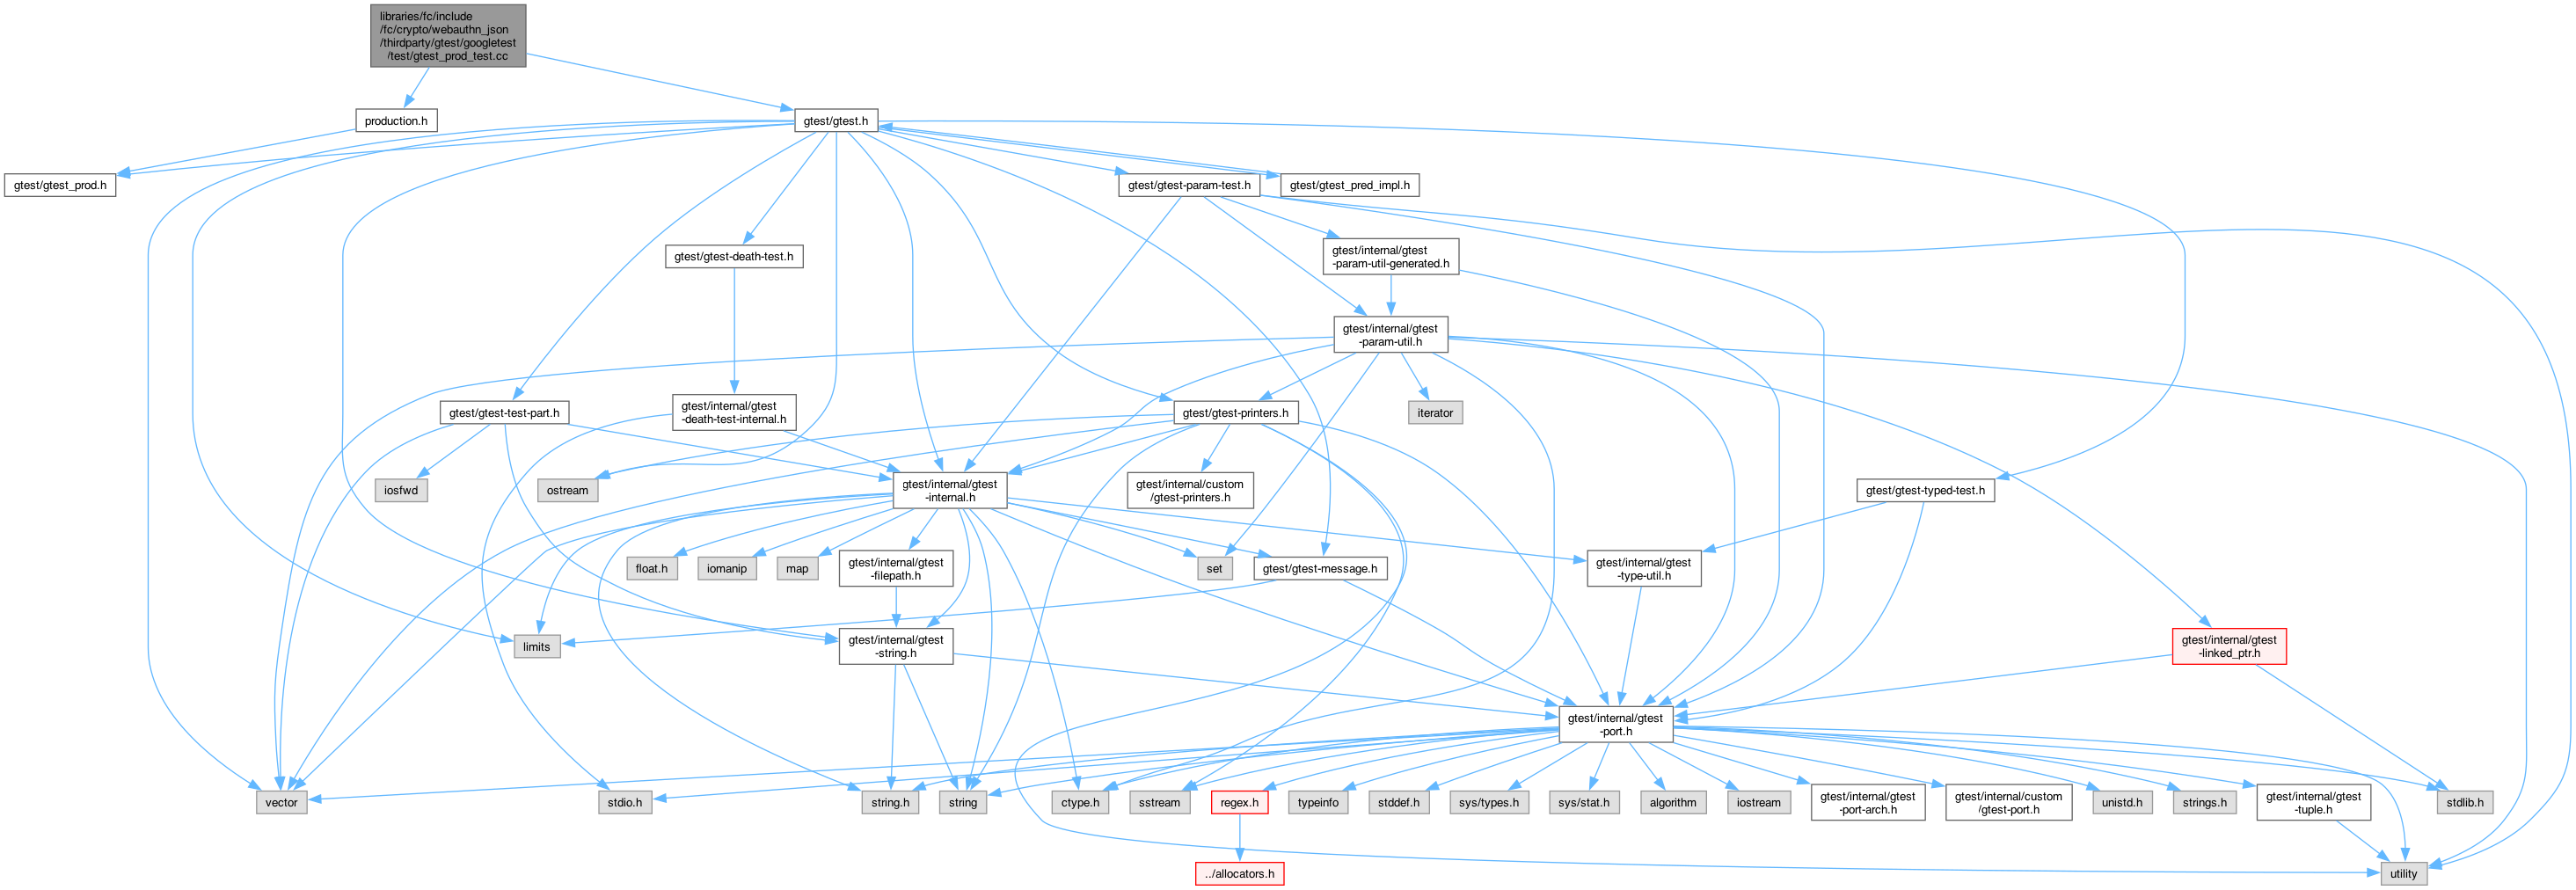 libraries/fc/include
/fc/crypto/webauthn_json
/thirdparty/gtest/googletest
/test/gtest_prod_test.cc
production.h
gtest/gtest.h
gtest/gtest_prod.h
gtest/gtest-param-test.h
gtest/gtest_pred_impl.h
gtest/gtest-death-test.h
gtest/internal/gtest
-param-util-generated.h
gtest/internal/gtest
-param-util.h
gtest/gtest-test-part.h
gtest/internal/gtest
-death-test-internal.h
gtest/gtest-printers.h
iterator
iosfwd
ostream
gtest/internal/gtest
-internal.h
gtest/internal/custom
/gtest-printers.h
gtest/gtest-typed-test.h
float.h
iomanip
map
gtest/internal/gtest
-filepath.h
set
gtest/gtest-message.h
gtest/internal/gtest
-type-util.h
limits
gtest/internal/gtest
-string.h
gtest/internal/gtest
-linked_ptr.h
gtest/internal/gtest
-port.h
vector
stdio.h
string.h
string
ctype.h
sstream
regex.h
typeinfo
stddef.h
sys/types.h
sys/stat.h
algorithm
iostream
gtest/internal/gtest
-port-arch.h
gtest/internal/custom
/gtest-port.h
unistd.h
strings.h
gtest/internal/gtest
-tuple.h
stdlib.h
../allocators.h
utility